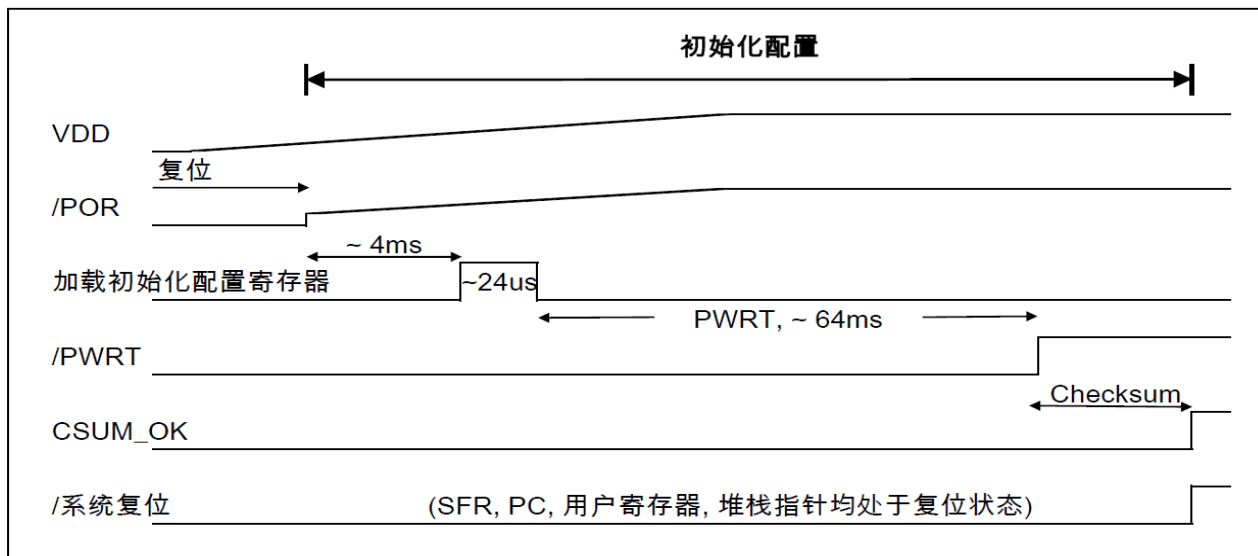 初始化配置
VDD
复位
/POR
~ 4ms
加载初始化配置寄存器
~24us
PWRT, ~ 64ms
/PWRT
Checksum
CSUM_OK
/系统复位
(SFR, PC, 用户寄存器, 堆栈指针均处于复位状态)